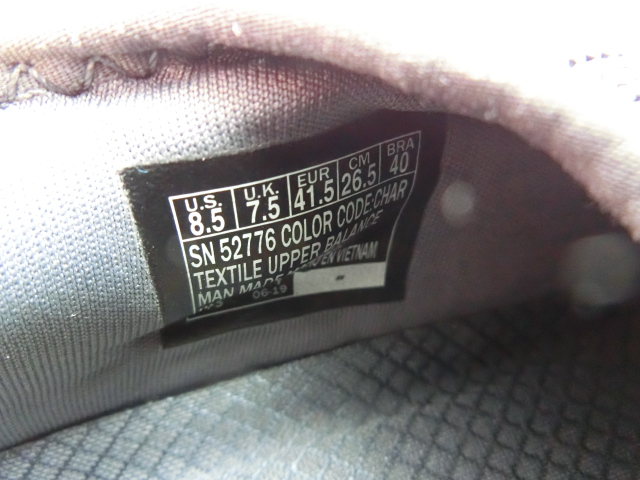 U.S. U.K. EUR CM BRA
8.5 7.5 41.5 26.5 40
SN 52776 COLOR CODE:CHAR
TEXTILE UPPER BALANCE
MAN MADE VIETNAM
06-19 -